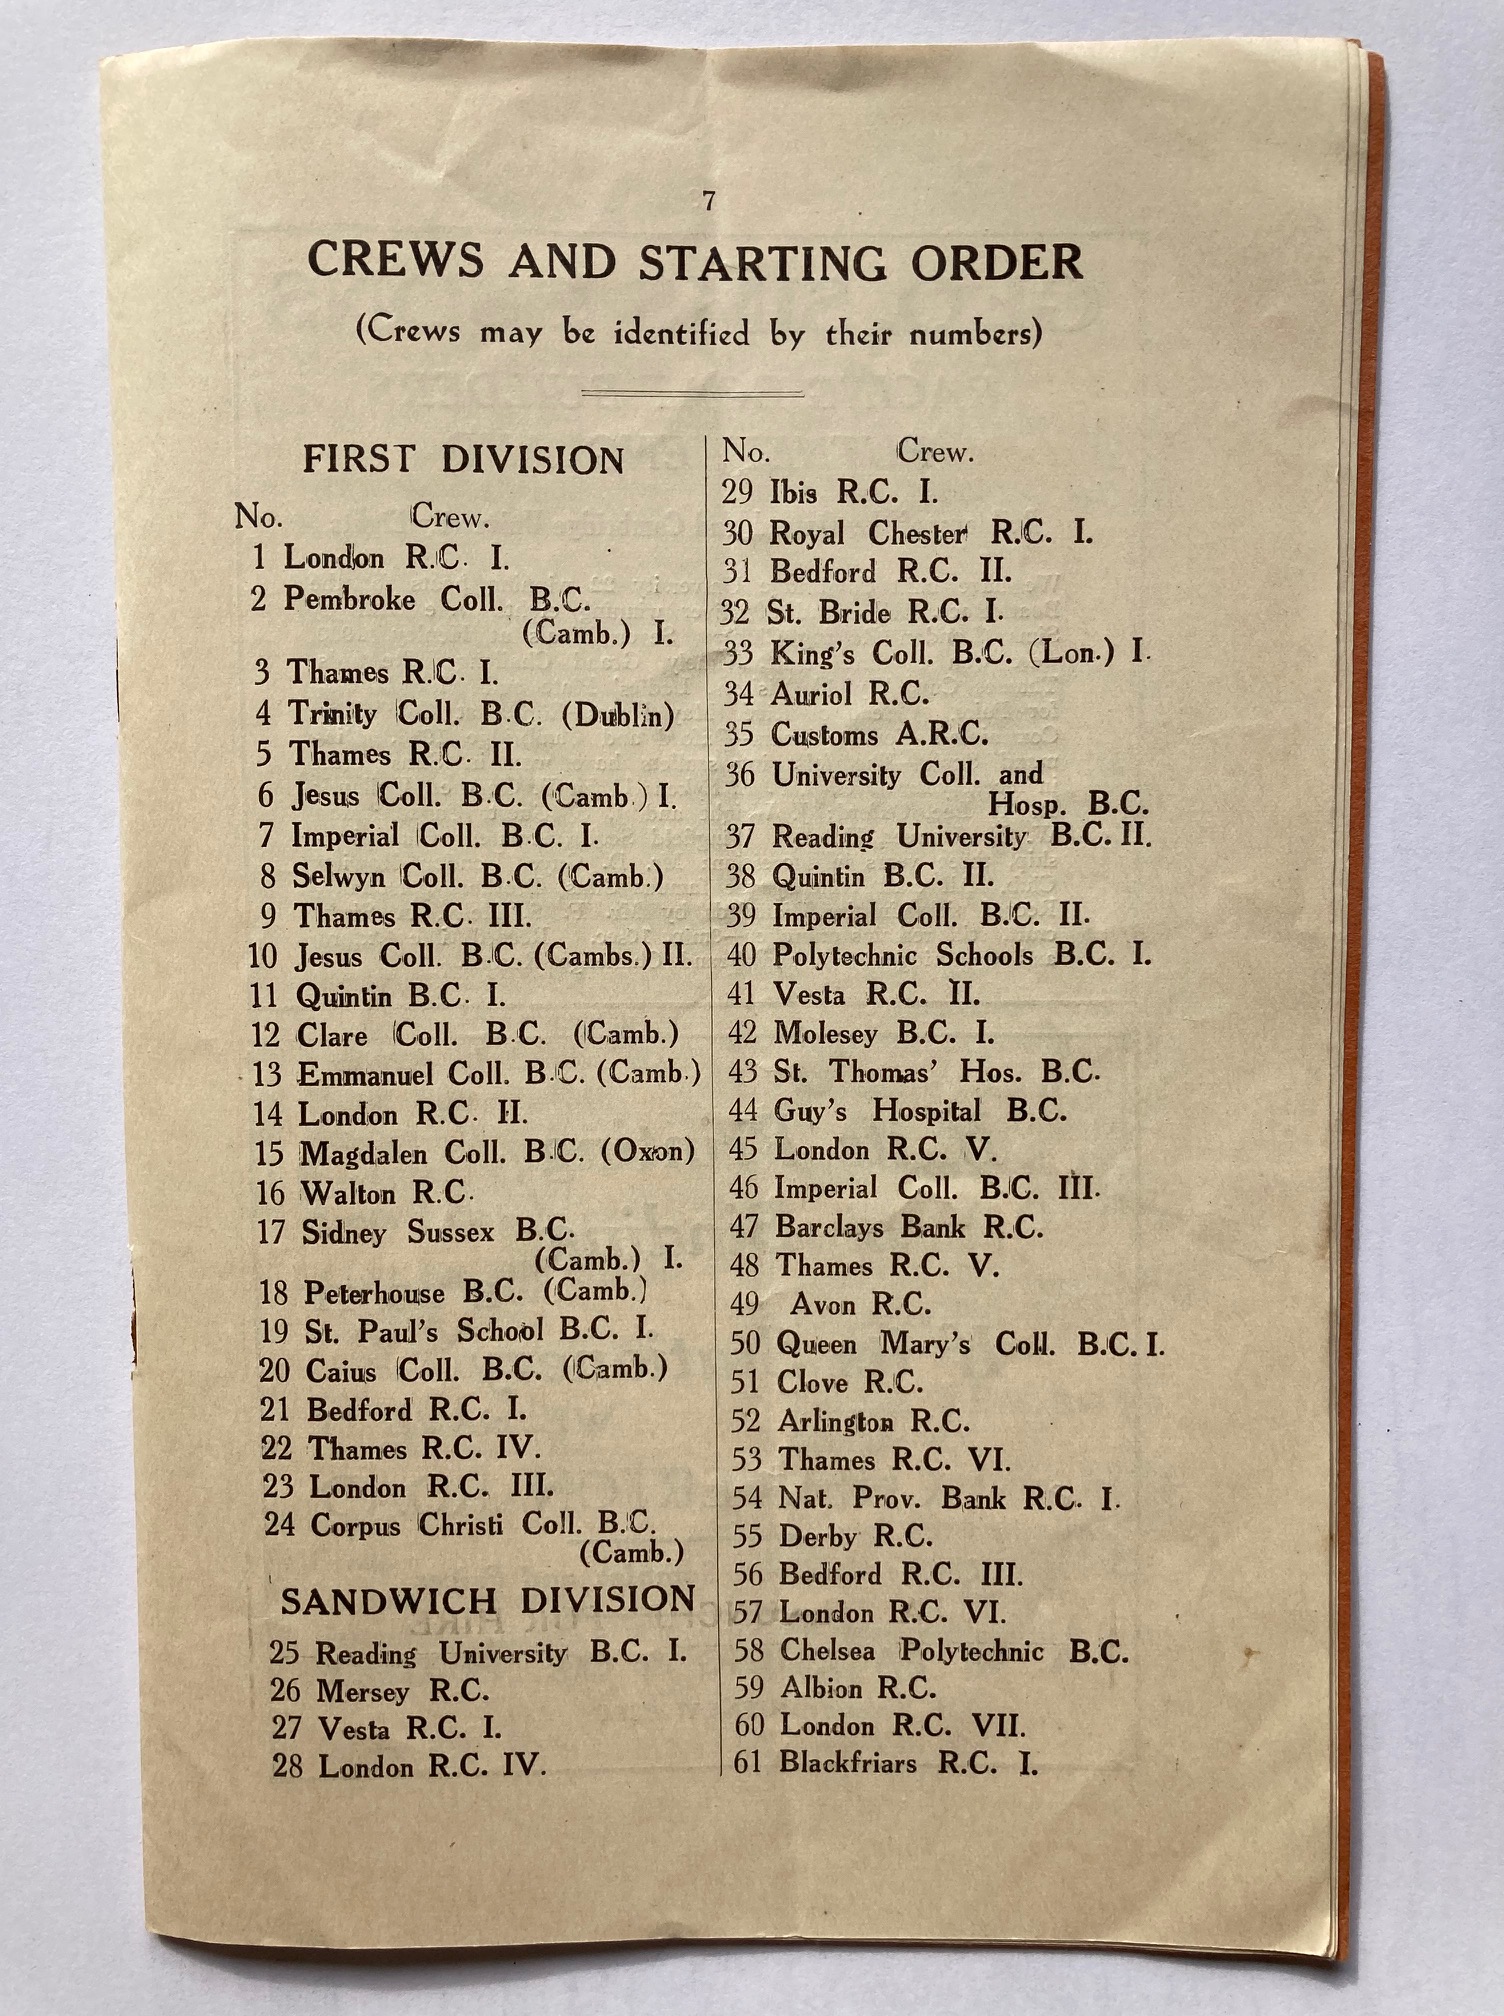 7
CREWS AND STARTING ORDER
(Crews may be identified by their numbers)
FIRST DIVISION
No. Crew.
1 London R.C. I.
2 Pembroke Coll. B.C.
(Camb.) I.
3 Thames R.C. I.
4 Trinity Coll. B.C. (Dublin)
5 Thames R.C. II.
6 Jesus Coll. B.C. (Camb.) I.
7 Imperial Coll. B.C. I.
8 Selwyn Coll. B.C. (Camb.)
9 Thames R.C. III.
10 Jesus Coll. B.C. (Cambs.) II.
11 Quintin B.C. I.
12 Clare Coll. B.C. (Camb.)
13 Emmanuel Coll. B.C. (Camb.)
14 London R.C. II.
15 Magdalen Coll. B.C. (Oxon)
16 Walton R.C.
17 Sidney Sussex B.C.
(Camb.) I.
18 Peterhouse B.C. (Camb.)
19 St. Paul's School B.C. I.
20 Caius Coll. B.C. (Camb.)
21 Bedford R.C. I.
22 Thames R.C. IV.
23 London R.C. III.
24 Corpus Christi Coll. B.C.
(Camb.)
SANDWICH DIVISION
25 Reading University B.C. I.
26 Mersey R.C.
27 Vesta R.C. I.
28 London R.C. IV.
No. Crew.
29 Ibis R.C. I.
30 Royal Chester R.C. I.
31 Bedford R.C. II.
32 St. Bride R.C. I.
33 King's Coll. B.C. (Lon.) I.
34 Auriol R.C.
35 Customs A.R.C.
36 University Coll. and
Hosp. B.C.
37 Reading University B.C. II.
38 Quintin B.C. II.
39 Imperial Coll. B.C. II.
40 Polytechnic Schools B.C. I.
41 Vesta R.C. II.
42 Molesey B.C. I.
43 St. Thomas' Hos. B.C.
44 Guy's Hospital B.C.
45 London R.C. V.
46 Imperial Coll. B.C. III.
47 Barclays Bank R.C.
48 Thames R.C. V.
49 Avon R.C.
50 Queen Mary's Coll. B.C. I.
51 Clove R.C.
52 Arlington R.C.
53 Thames R.C. VI.
54 Nat. Prov. Bank R.C. I.
55 Derby R.C.
56 Bedford R.C. III.
57 London R.C. VI.
58 Chelsea Polytechnic B.C.
59 Albion R.C.
60 London R.C. VII.
61 Blackfriars R.C. I.